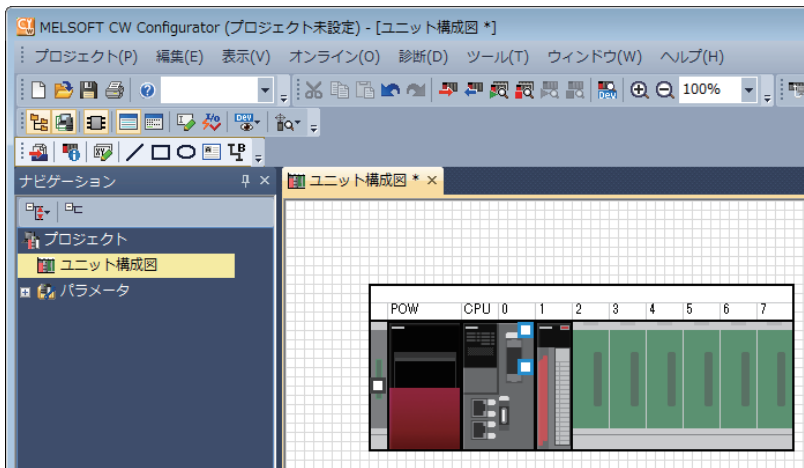 MELSOFT CW Configurator (プロジェクト未設定) - [ユニット構成図 *]
プロジェクト(P) 編集(E) 表示(V) オンライン(O) 診断(D) ツール(T) ウィンドウ(W) ヘルプ(H)
100%
ナビゲーション
ユニット構成図 *
プロジェクト
ユニット構成図
パラメータ
POW CPU 0 1 2 3 4 5 6 7